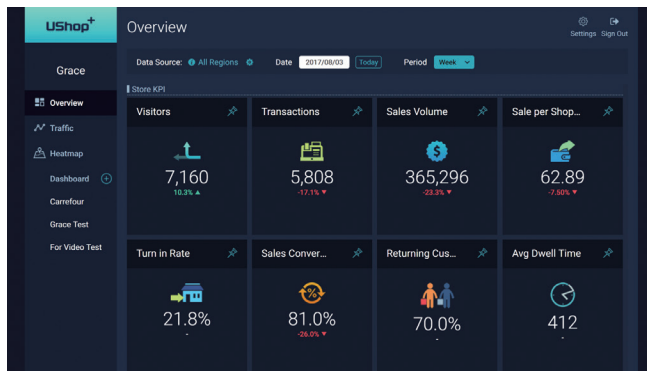 UShop+
Overview
Settings
Sign Out
Grace
Data Source: All Regions
Date 2017/08/03 Today
Period Week
Store KPI
Overview
Traffic
Heatmap
Dashboard
Carrefour
Grace Test
For Video Test
Visitors
7,160
10.3% ▲
Transactions
5,808
-17.1% ▼
Sales Volume
365,296
-23.3% ▼
Sale per Shop...
62.89
-7.50% ▼
Turn in Rate
21.8%
-
Sales Conver...
81.0%
-26.0% ▼
Returning Cus...
70.0%
-
Avg Dwell Time
412
-